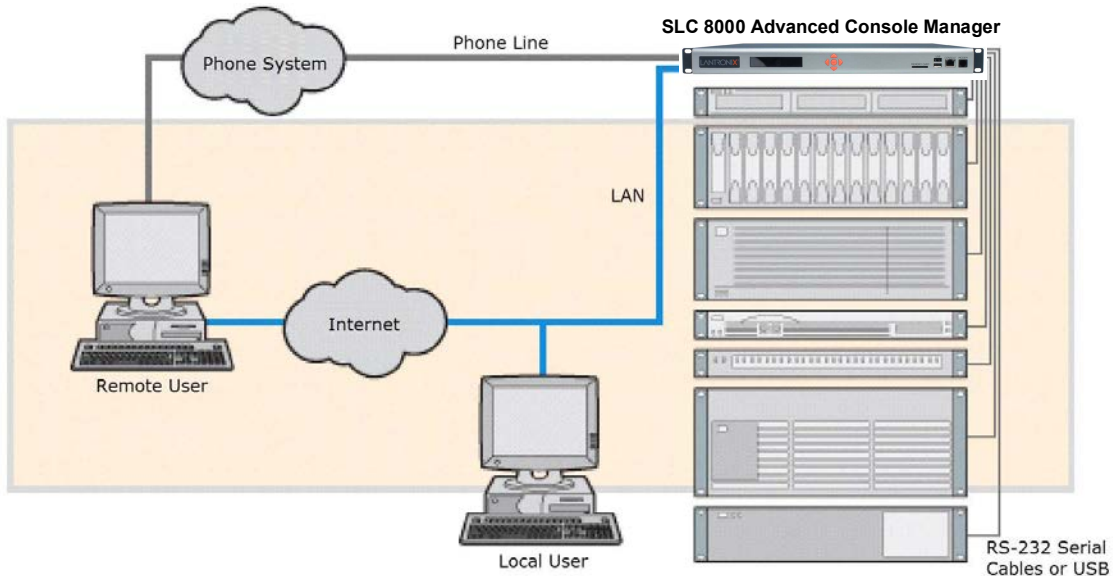 SLC 8000 Advanced Console Manager
Phone Line
Phone System
LANTRONIX
LAN
Internet
Remote User
Local User
RS-232 Serial
Cables or USB